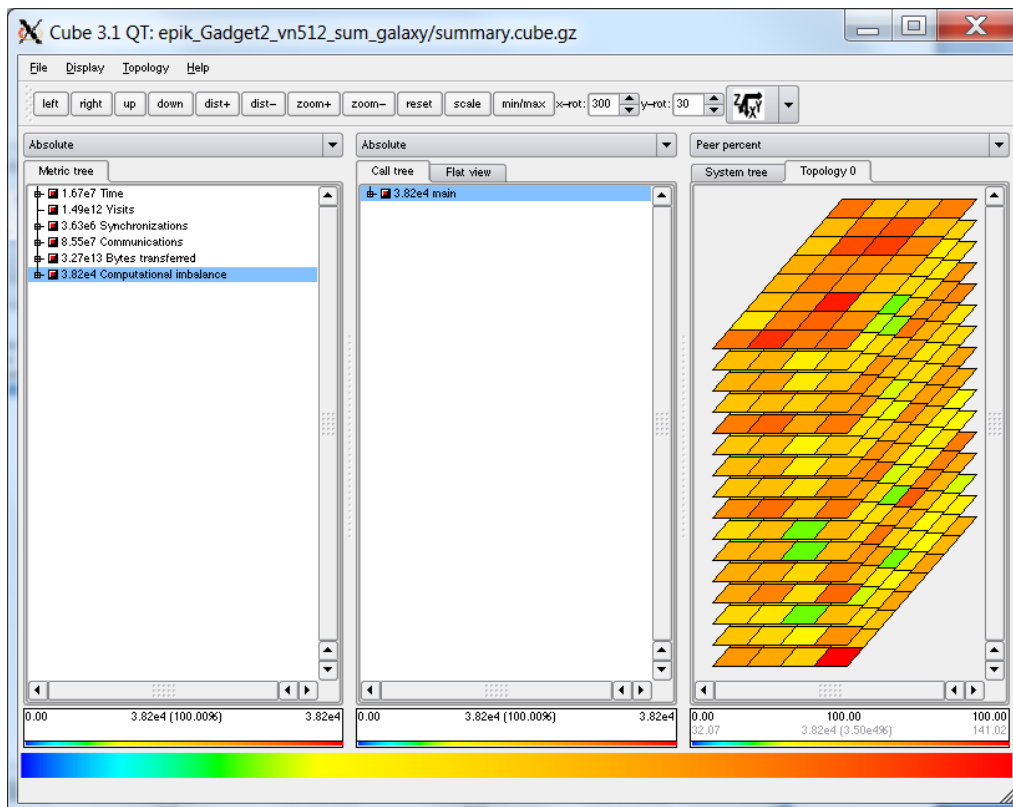 Cube 3.1 QT: epik_Gadget2_vn512_sum_galaxy/summary.cube.gz
File Display Topology Help
left right up down dist+ dist- zoom+ zoom- reset scale min/max x-rot: 300 y-rot: 30 Z X Y
Absolute Absolute Peer percent
Metric tree Call tree Flat view System tree Topology 0
1.67e7 Time
1.49e12 Visits
3.63e6 Synchronizations
8.55e7 Communications
3.27e13 Bytes transferred
3.82e4 Computational imbalance
3.82e4 main
0.00 3.82e4 (100.00%) 3.82e4
0.00 3.82e4 (100.00%) 3.82e4
0.00 100.00 100.00
32.07 3.82e4 (3.50e4%) 141.02